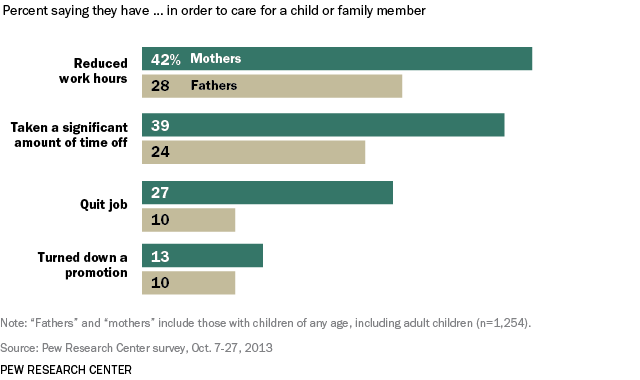 Percent saying they have ... in order to care for a child or family member
Reduced
work hours
42% Mothers
28 Fathers
Taken a significant
amount of time off
39
24
Quit job
27
10
Turned down a
promotion
13
10
Note: “Fathers” and “mothers” include those with children of any age, including adult children (n=1,254).
Source: Pew Research Center survey, Oct. 7-27, 2013
PEW RESEARCH CENTER